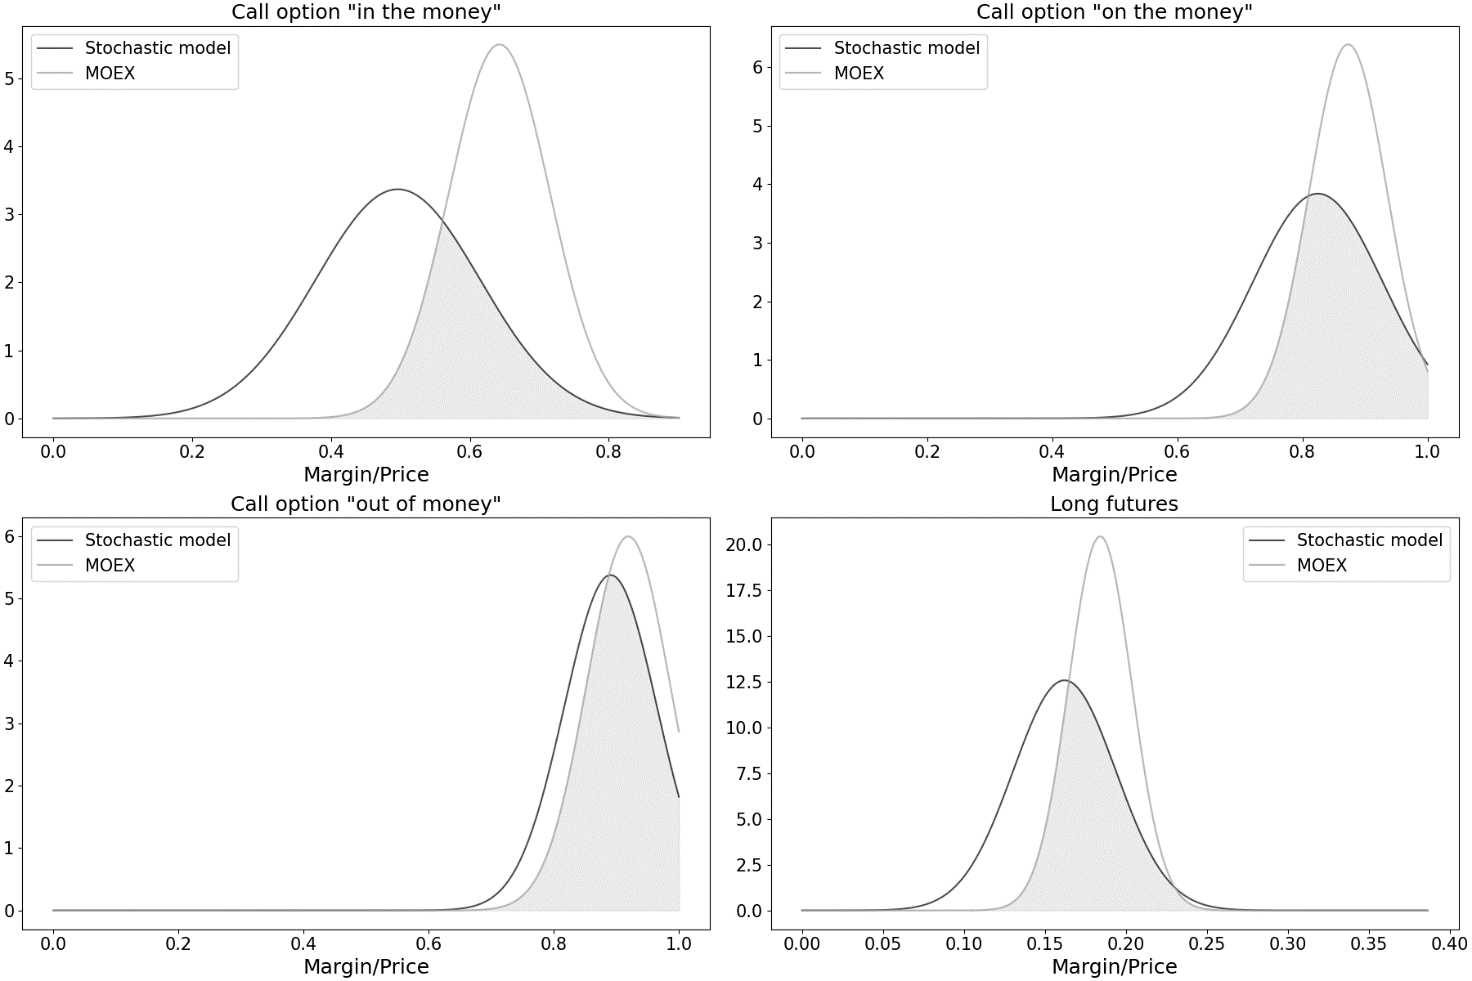 Call option "in the money"
Stochastic model
MOEX
5
4
3
2
1
0
0.0 0.2 0.4 0.6 0.8
Margin/Price
Call option "on the money"
Stochastic model
MOEX
6
5
4
3
2
1
0
0.0 0.2 0.4 0.6 0.8 1.0
Margin/Price
Call option "out of money"
Stochastic model
MOEX
6
5
4
3
2
1
0
0.0 0.2 0.4 0.6 0.8 1.0
Margin/Price
Long futures
Stochastic model
MOEX
20.0
17.5
15.0
12.5
10.0
7.5
5.0
2.5
0.0
0.00 0.05 0.10 0.15 0.20 0.25 0.30 0.35 0.40
Margin/Price